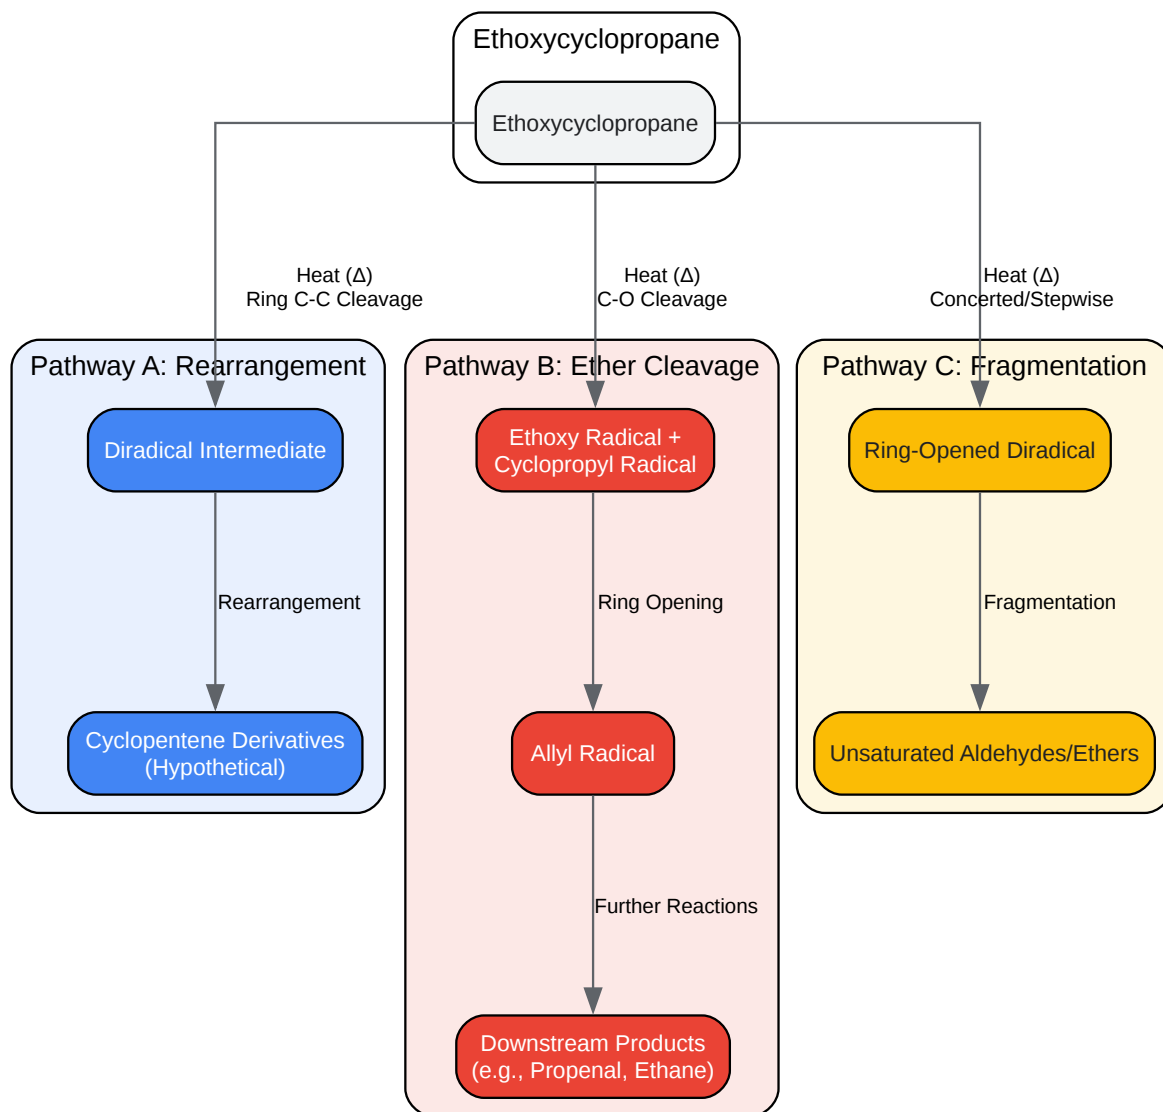 Ethoxycyclopropane
Ethoxycyclopropane
Heat (Δ)
Ring C-C Cleavage
Heat (Δ)
C-O Cleavage
Heat (Δ)
Concerted/Stepwise
Pathway A: Rearrangement
Pathway B: Ether Cleavage
Pathway C: Fragmentation
Diradical Intermediate
Ethoxy Radical +
Cyclopropyl Radical
Ring-Opened Diradical
Rearrangement
Ring Opening
Fragmentation
Cyclopentene Derivatives
(Hypothetical)
Allyl Radical
Unsaturated Aldehydes/Ethers
Further Reactions
Downstream Products
(e.g., Propenal, Ethane)